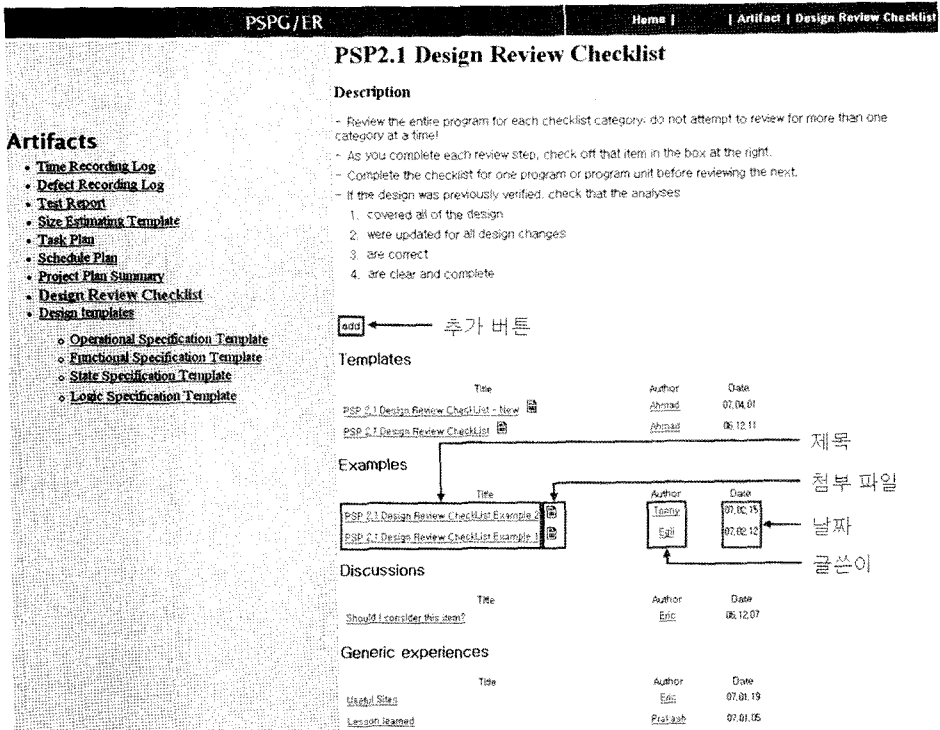 PSPG/ER
Home | | Artifact | Design Review Checklist
PSP2.1 Design Review Checklist
Description
- Review the entire program for each checklist category; do not attempt to review for more than one
category at a time!
- As you complete each review step, check off that item in the box at the right.
- Complete the checklist for one program or program unit before reviewing the next.
- If the design was previously verified, check that the analyses
1. covered all of the design
2. were updated for all design changes
3. are correct
4. are clear and complete
Artifacts
• Time Recording Log
• Defect Recording Log
• Test Report
• Size Estimating Template
• Task Plan
• Schedule Plan
• Project Plan Summary
• Design Review Checklist
• Design templates
o Operational Specification Template
o Functional Specification Template
o State Specification Template
o Logic Specification Template
add
추가 버튼
Templates
Title Author Date
PSP 2.1 Design Review CheckList - New Ahmad 07.04.01
PSP 2.1 Design Review CheckList Ahmad 06.12.11
제목
Examples
첨부 파일
Title Author Date
PSP 2.1 Design Review CheckList Example 2 07.02.15
PSP 2.1 Design Review CheckList Example 1 Egli 07.02.12
날짜
글쓴이
Discussions
Title Author Date
Should I consider this item? Eric 06.12.07
Generic experiences
Title Author Date
Useful Sites Eric 07.01.19
Lesson learned Prakash 07.01.05